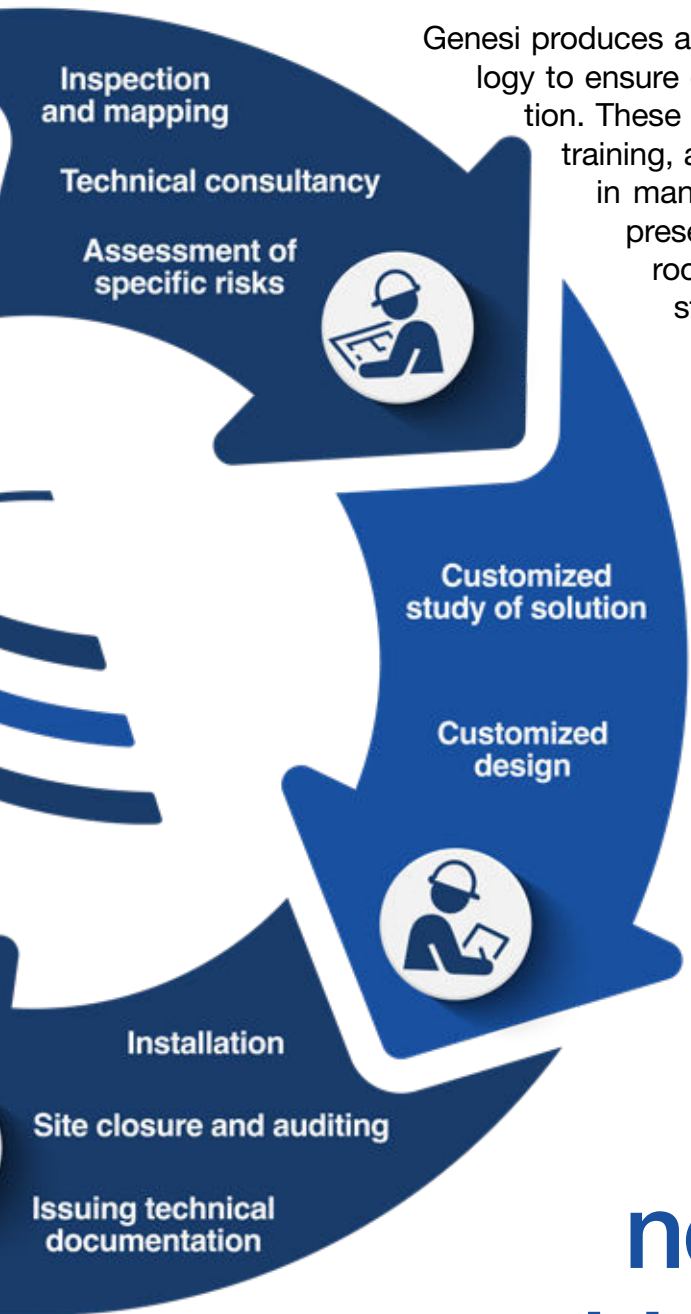 Genesi produces a
logy to ensure
tion. These
training, a
in man
prese
roo
st
Inspection
and mapping
Technical consultancy
Assessment of
specific risks
Customized
study of solution
Customized
design
Installation
Site closure and auditing
Issuing technical
documentation